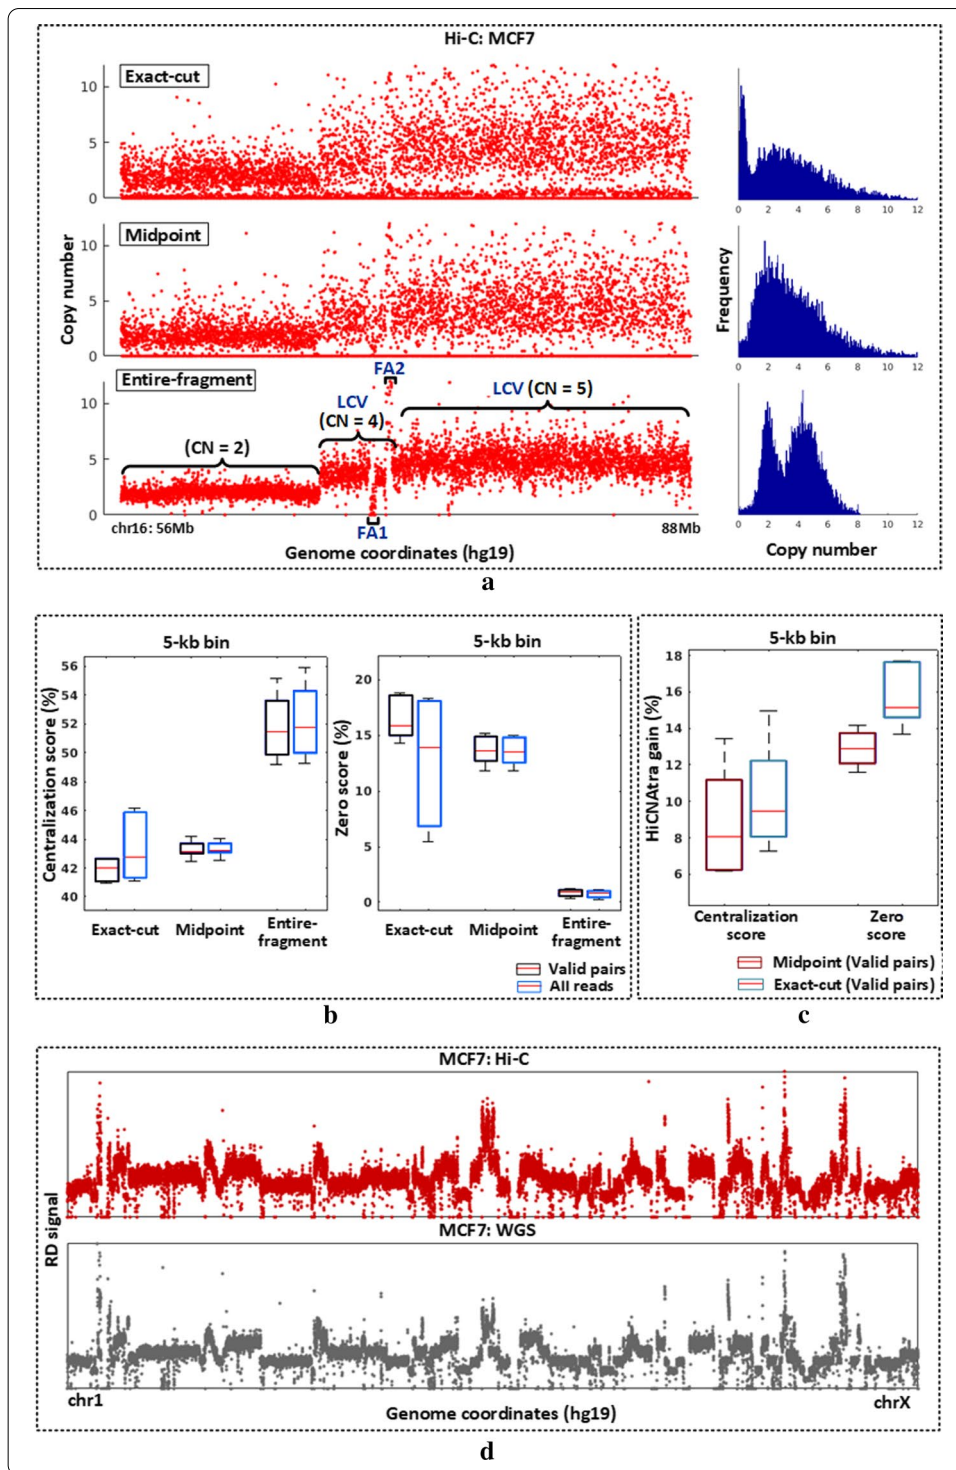 Hi-C: MCF7
Exact-cut
10
5
0
0 2 4 6 8 10 12
Midpoint
10
5
0
0 2 4 6 8 10 12
Copy number
Frequency
Entire-fragment
FA2
LCV
(CN = 4)
LCV (CN = 5)
(CN = 2)
10
5
0
0 2 4 6 8 10 12
chr16: 56Mb
FA1
88Mb
Genome coordinates (hg19)
Copy number
a
5-kb bin
Centralization score (%)
56
54
52
50
48
46
44
42
40
Exact-cut
Midpoint
Entire-
fragment
5-kb bin
Zero score (%)
20
15
10
5
0
Exact-cut
Midpoint
Entire-
fragment
Valid pairs
All reads
b
5-kb bin
HiCNAtra gain (%)
18
16
14
12
10
8
6
Centralization
score
Zero
score
Midpoint (Valid pairs)
Exact-cut (Valid pairs)
c
MCF7: Hi-C
RD signal
MCF7: WGS
chr1
chrX
Genome coordinates (hg19)
d